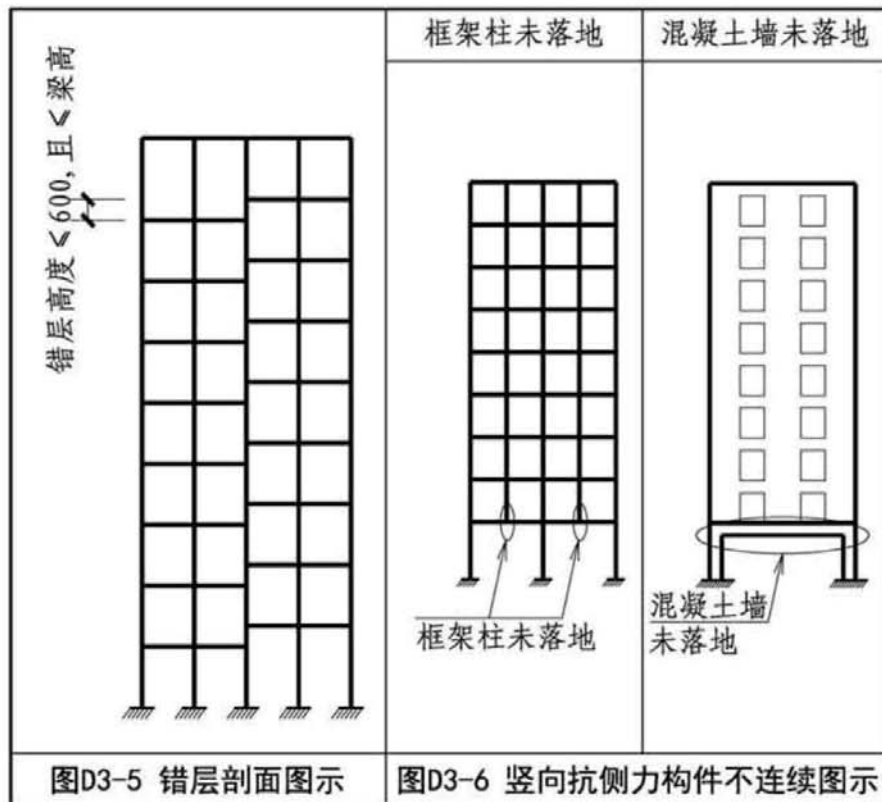 框架柱未落地
混凝土墙未落地
错层高度≤600,且≤梁高
框架柱未落地
混凝土墙
未落地
图D3-5 错层剖面图示
图D3-6 竖向抗侧力构件不连续图示